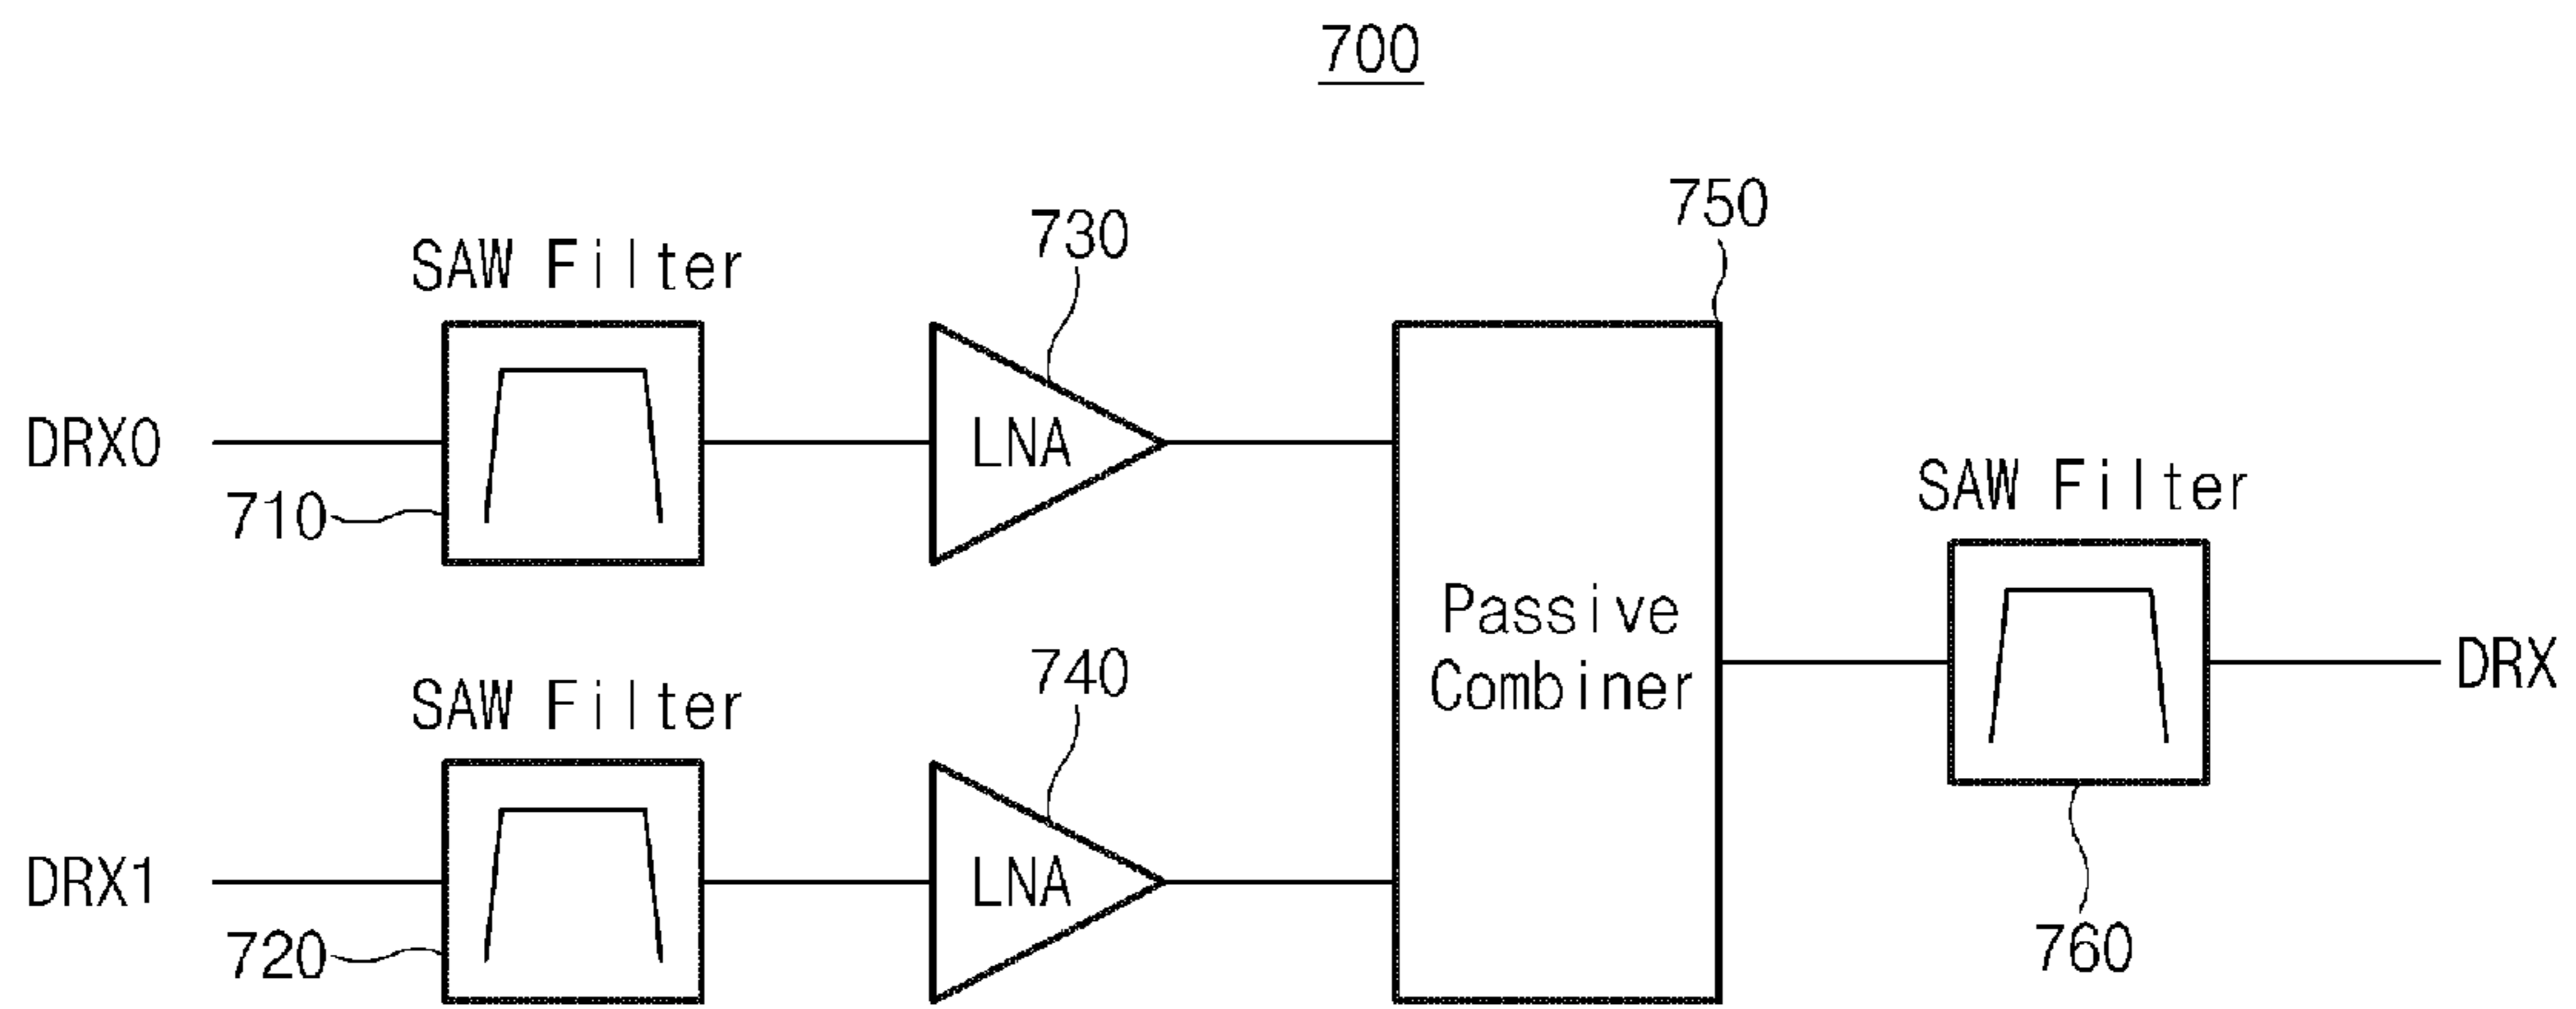 700
750
730
SAW Filter
LNA
DRX0
710
SAW Filter
Passive
Combiner
DRX
740
SAW Filter
LNA
DRX1
720
760